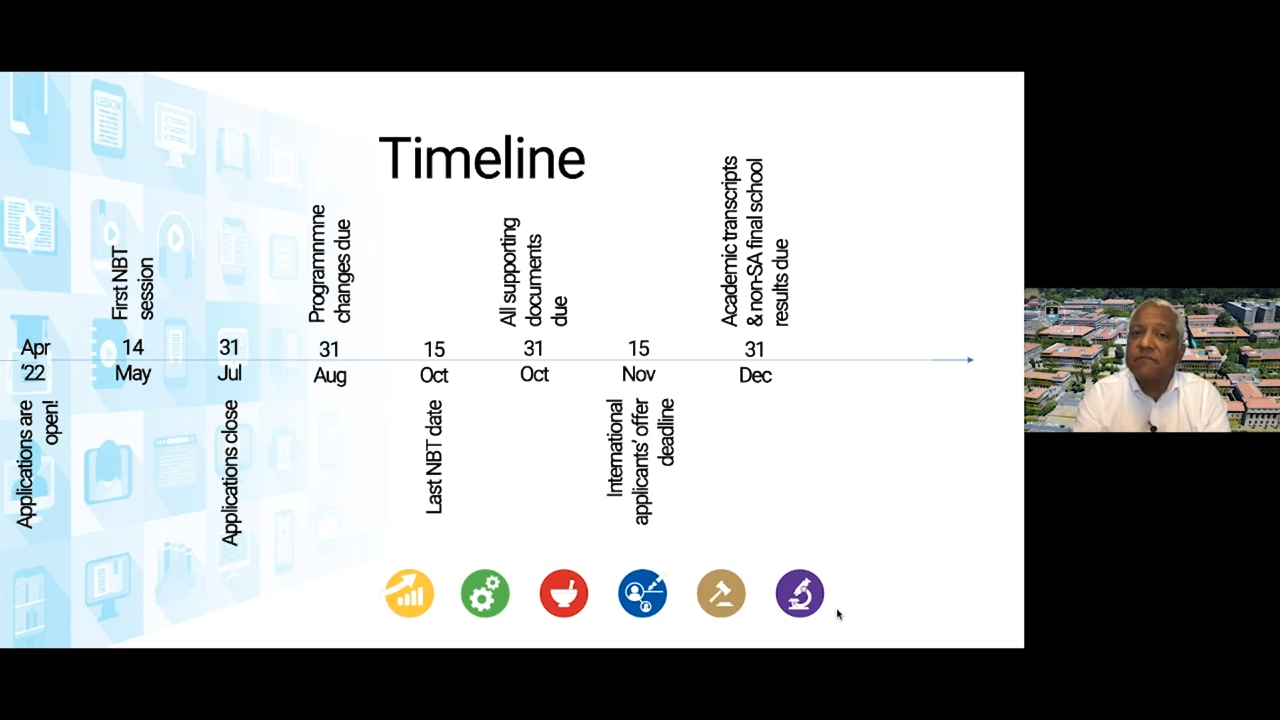 Timeline
Applications are
open!
Apr
'22
First NBT
session
14
May
31
Jul
Applications close
Programmmne
changes due
31
Aug
15
Oct
Last NBT date
All supporting
documents
due
31
Oct
15
Nov
International
applicants' offer
deadline
Academic transcripts
& non-SA final school
results due
31
Dec
LESSON